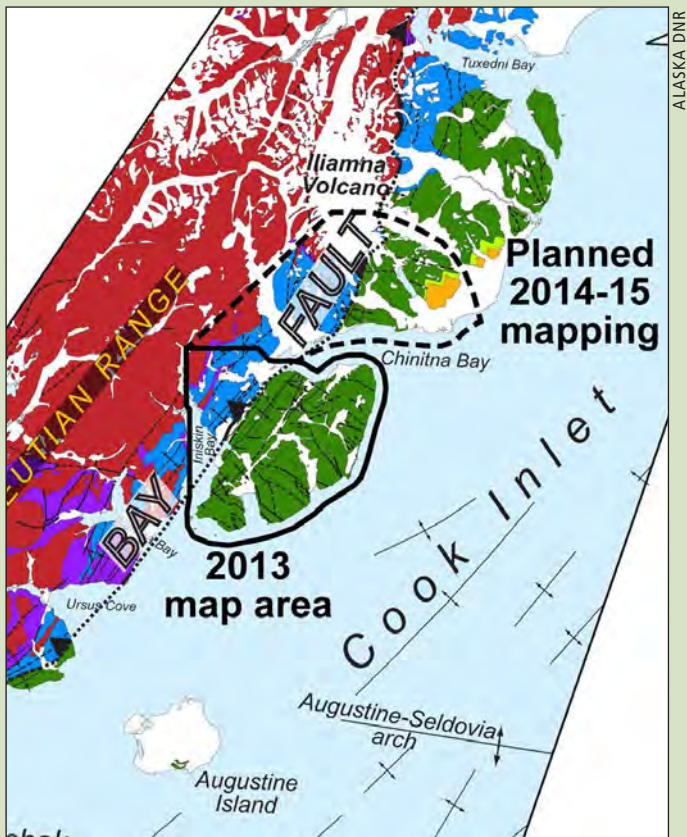 ALASKA DNR
Tuxedni Bay
Iliamna
Volcano
FAULT
Planned
2014-15
mapping
EUTIAN RANGE
Chinitna Bay
Iniskin
Bay
Cook Inlet
BAY
Bay
2013
map area
Ursus Cove
Augustine-Seldovia
arch
Augustine
Island